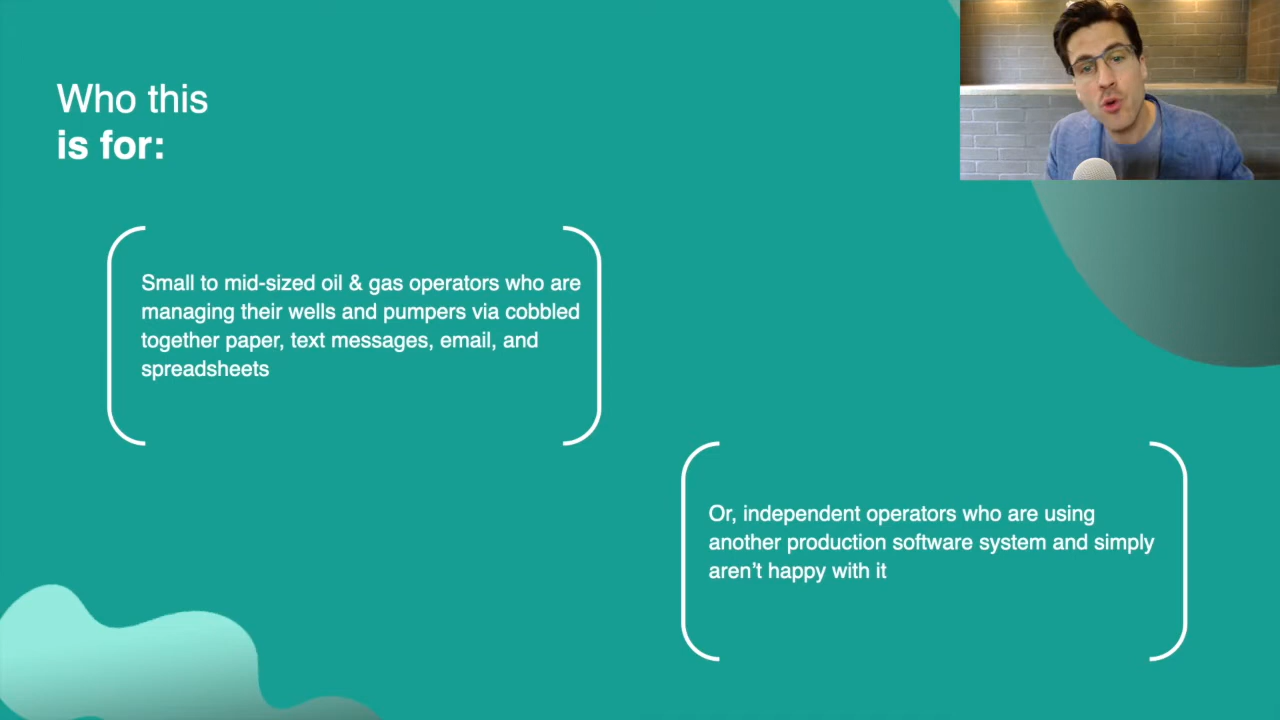 Who this
is for:
Small to mid-sized oil & gas operators who are
managing their wells and pumpers via cobbled
together paper, text messages, email, and
spreadsheets
Or, independent operators who are using
another production software system and simply
aren’t happy with it